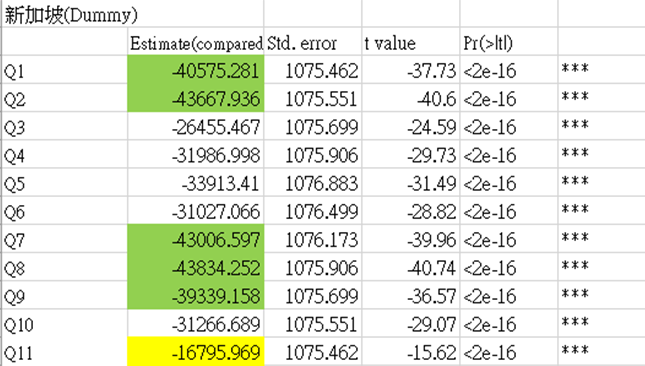 新加坡(Dummy)
Estimate(compared Std. error t value Pr(>|t|)
Q1 -40575.281 1075.462 -37.73 <2e-16 ***
Q2 -43667.936 1075.551 -40.6 <2e-16 ***
Q3 -26455.467 1075.699 -24.59 <2e-16 ***
Q4 -31986.998 1075.906 -29.73 <2e-16 ***
Q5 -33913.41 1076.883 -31.49 <2e-16 ***
Q6 -31027.066 1076.499 -28.82 <2e-16 ***
Q7 -43006.597 1076.173 -39.96 <2e-16 ***
Q8 -43834.252 1075.906 -40.74 <2e-16 ***
Q9 -39339.158 1075.699 -36.57 <2e-16 ***
Q10 -31266.689 1075.551 -29.07 <2e-16 ***
Q11 -16795.969 1075.462 -15.62 <2e-16 ***